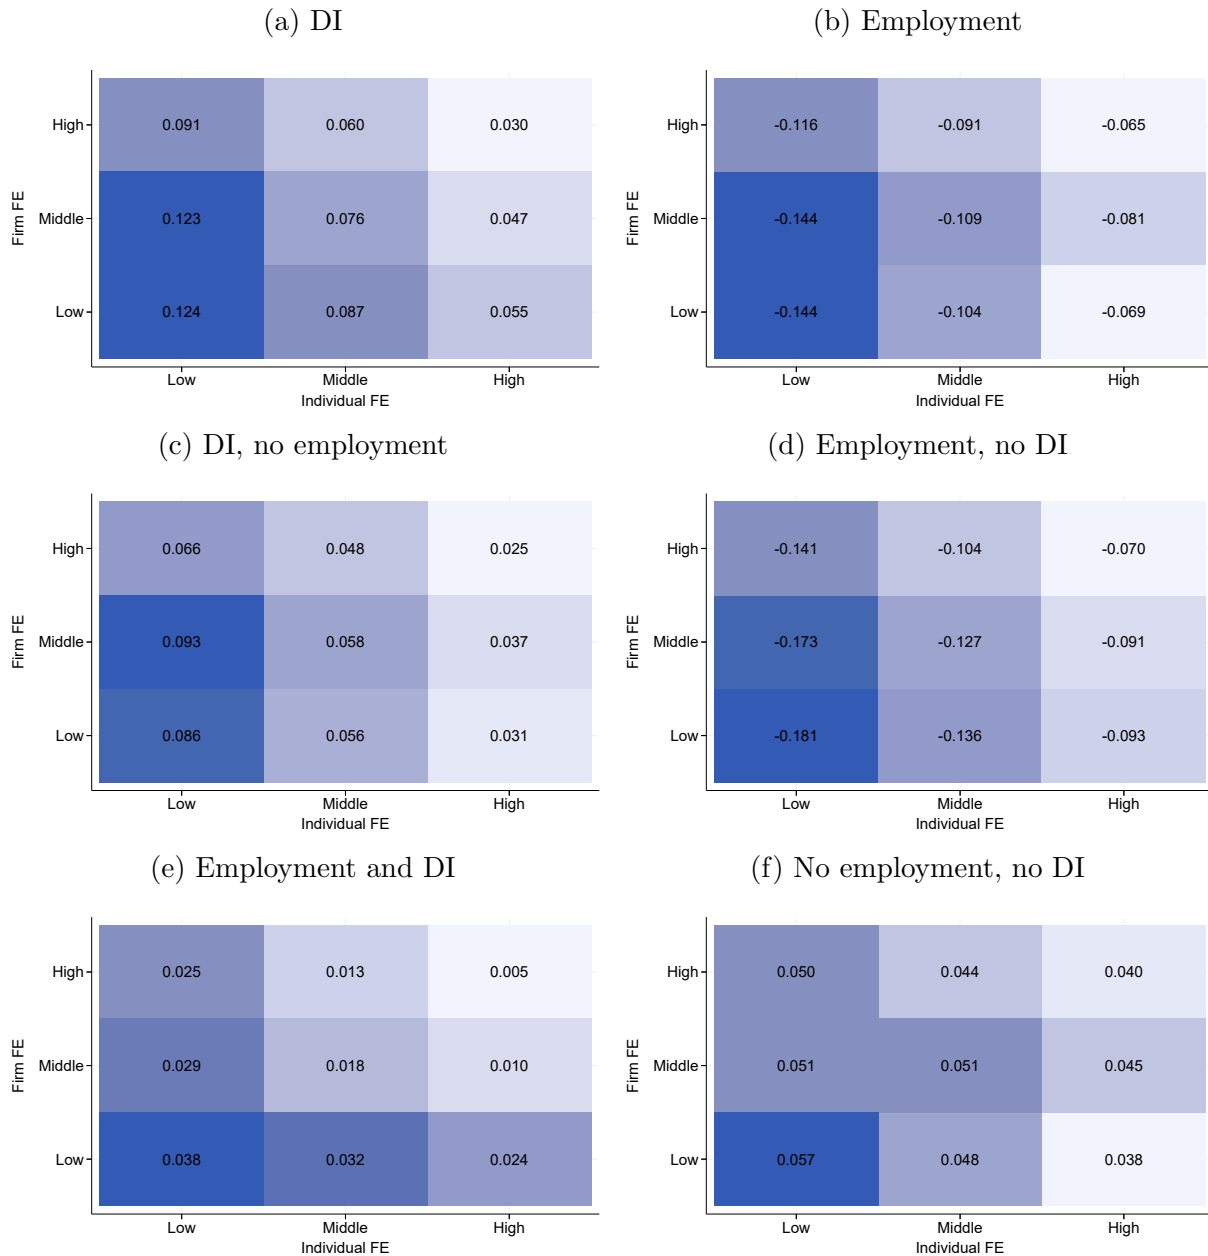 (a) DI
High 0.091 0.060 0.030
Middle 0.123 0.076 0.047
Low 0.124 0.087 0.055
Firm FE
Low Middle High
Individual FE
(b) Employment
High -0.116 -0.091 -0.065
Middle -0.144 -0.109 -0.081
Low -0.144 -0.104 -0.069
Firm FE
Low Middle High
Individual FE
(c) DI, no employment
High 0.066 0.048 0.025
Middle 0.093 0.058 0.037
Low 0.086 0.056 0.031
Firm FE
Low Middle High
Individual FE
(d) Employment, no DI
High -0.141 -0.104 -0.070
Middle -0.173 -0.127 -0.091
Low -0.181 -0.136 -0.093
Firm FE
Low Middle High
Individual FE
(e) Employment and DI
High 0.025 0.013 0.005
Middle 0.029 0.018 0.010
Low 0.038 0.032 0.024
Firm FE
Low Middle High
Individual FE
(f) No employment, no DI
High 0.050 0.044 0.040
Middle 0.051 0.051 0.045
Low 0.057 0.048 0.038
Firm FE
Low Middle High
Individual FE